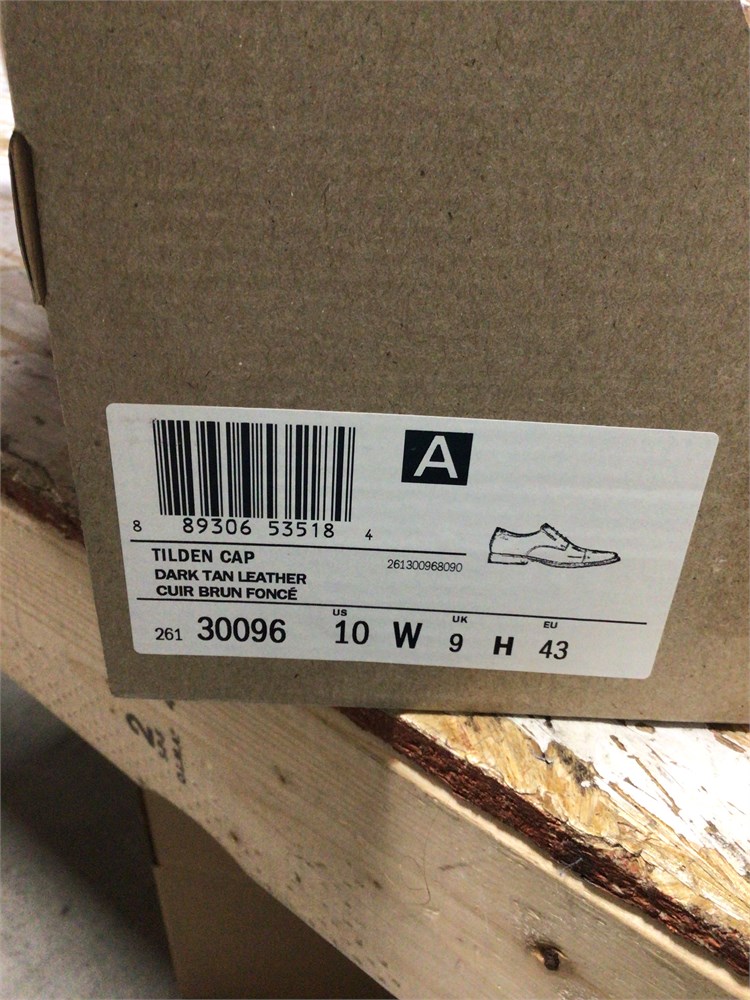 A
8 89306 53518 4
TILDEN CAP
261300968090
DARK TAN LEATHER
CUIR BRUN FONCÉ
US UK EU
261 30096 10 W 9 H 43
2